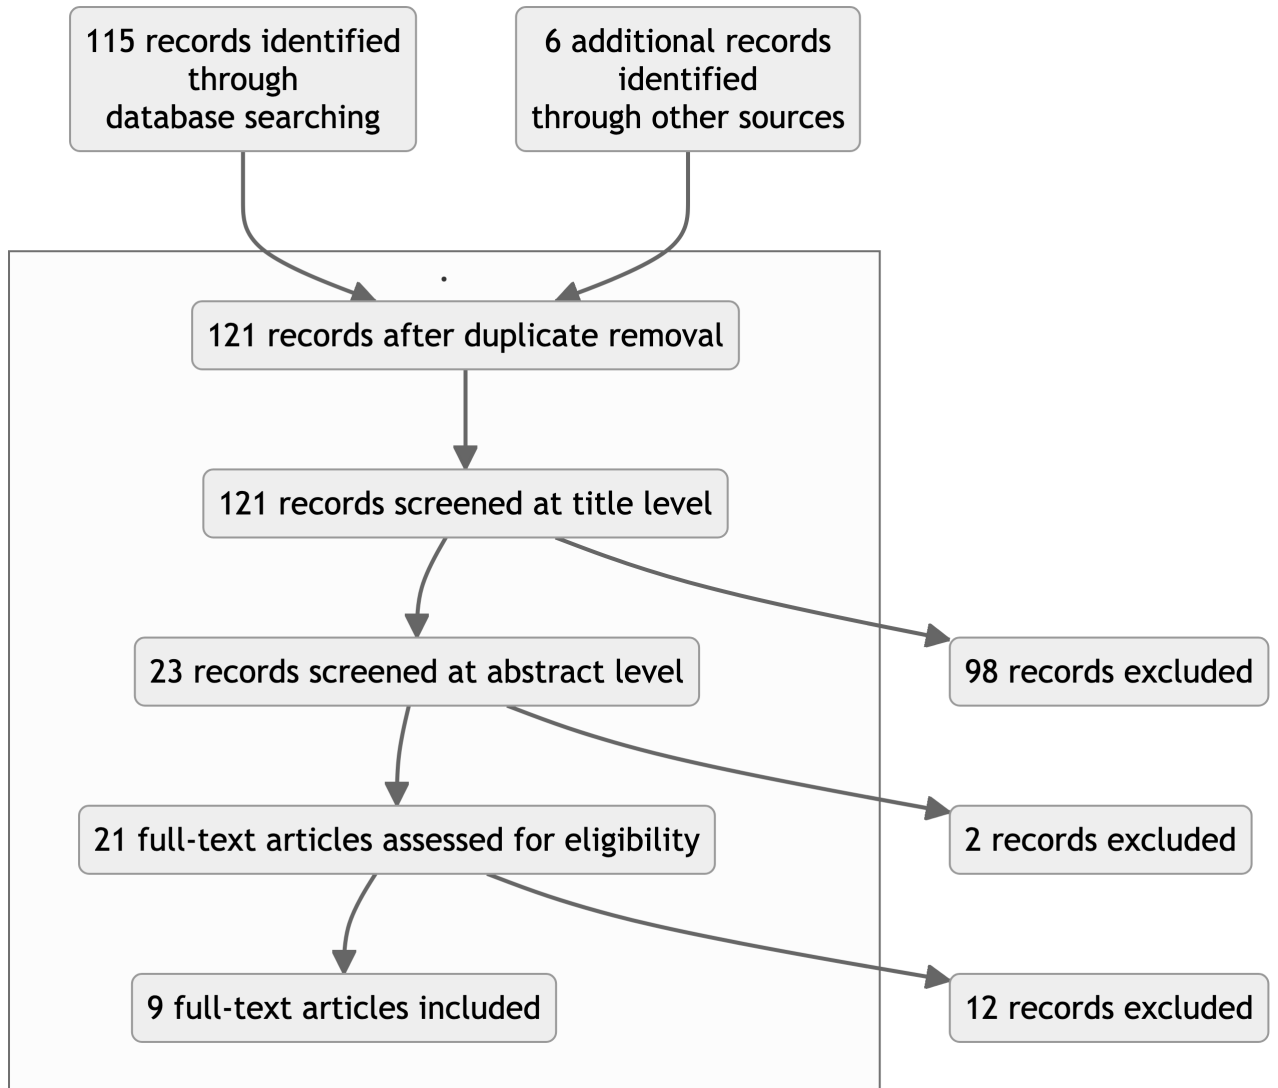 115 records identified
through
database searching
6 additional records
identified
through other sources
.
121 records after duplicate removal
121 records screened at title level
23 records screened at abstract level
98 records excluded
21 full-text articles assessed for eligibility
2 records excluded
9 full-text articles included
12 records excluded